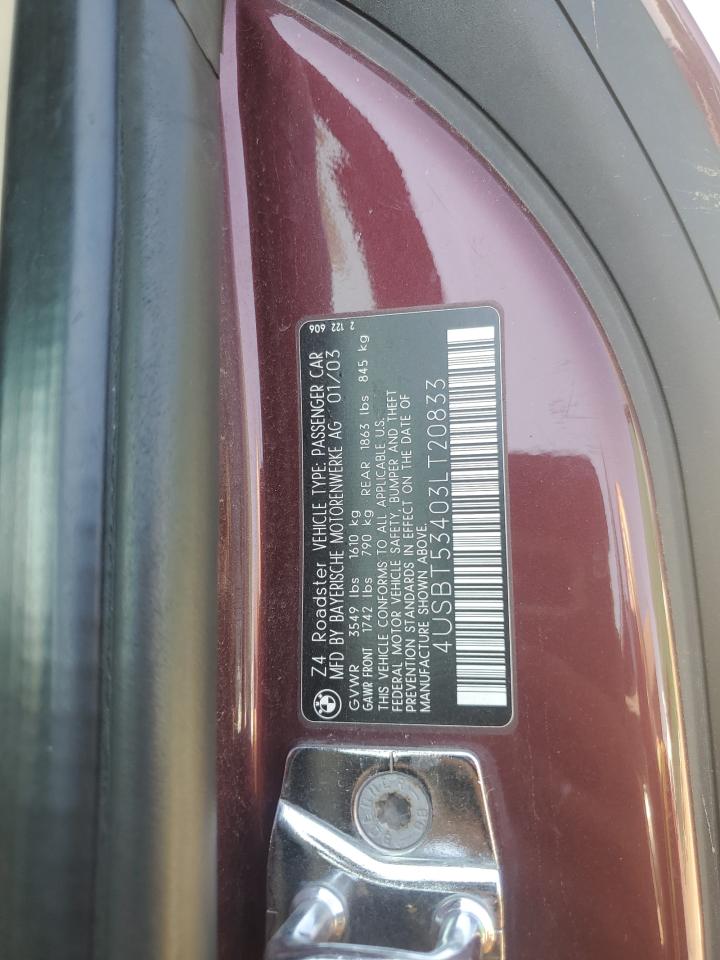 Z4 Roadster VEHICLE TYPE: PASSENGER CAR
MFD BY BAYERISCHE MOTORENWERKE AG 01/03
GVWR 3549 lbs 1610 kg
GAWR FRONT 1742 lbs 790 kg REAR 1863 lbs 845 kg
THIS VEHICLE CONFORMS TO ALL APPLICABLE U.S.
FEDERAL MOTOR VEHICLE SAFETY, BUMPER AND THEFT
PREVENTION STANDARDS IN EFFECT ON THE DATE OF
MANUFACTURE SHOWN ABOVE.
4USBT53403LT20833
2 122 606